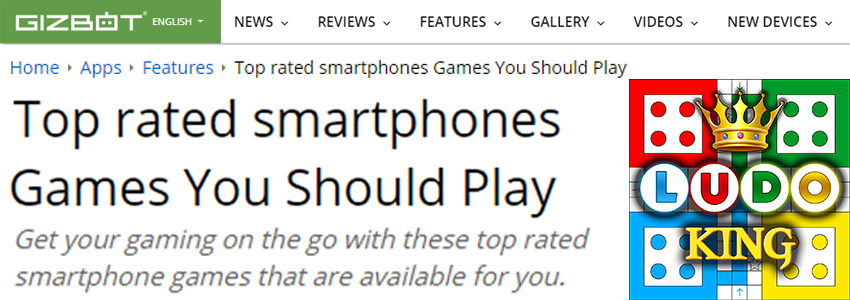 GIZBOT ENGLISH NEWS REVIEWS FEATURES GALLERY VIDEOS NEW DEVICES
Home Apps Features Top rated smartphones Games You Should Play
Top rated smartphones
Games You Should Play
Get your gaming on the go with these top rated
smartphone games that are available for you.
LUDO
KING